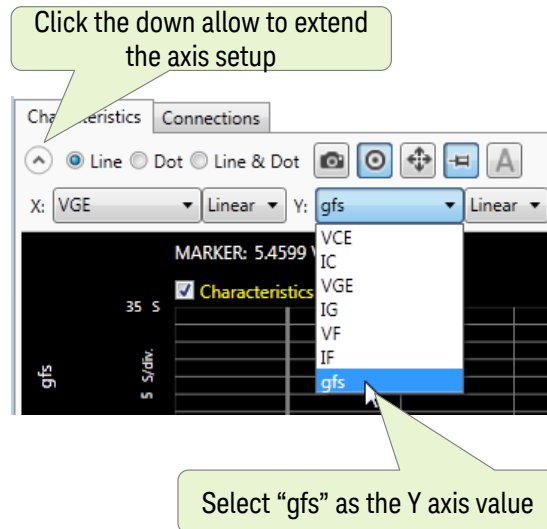 Click the down allow to extend
the axis setup
Characteristics Connections
Line Dot Line & Dot A
X: VGE Linear Y: gfs Linear
VCE
IC
VGE
IG
VF
IF
gfs
MARKER: 5.4599
Characteristics
35 S
gfs
5 S/div.
Select “gfs” as the Y axis value